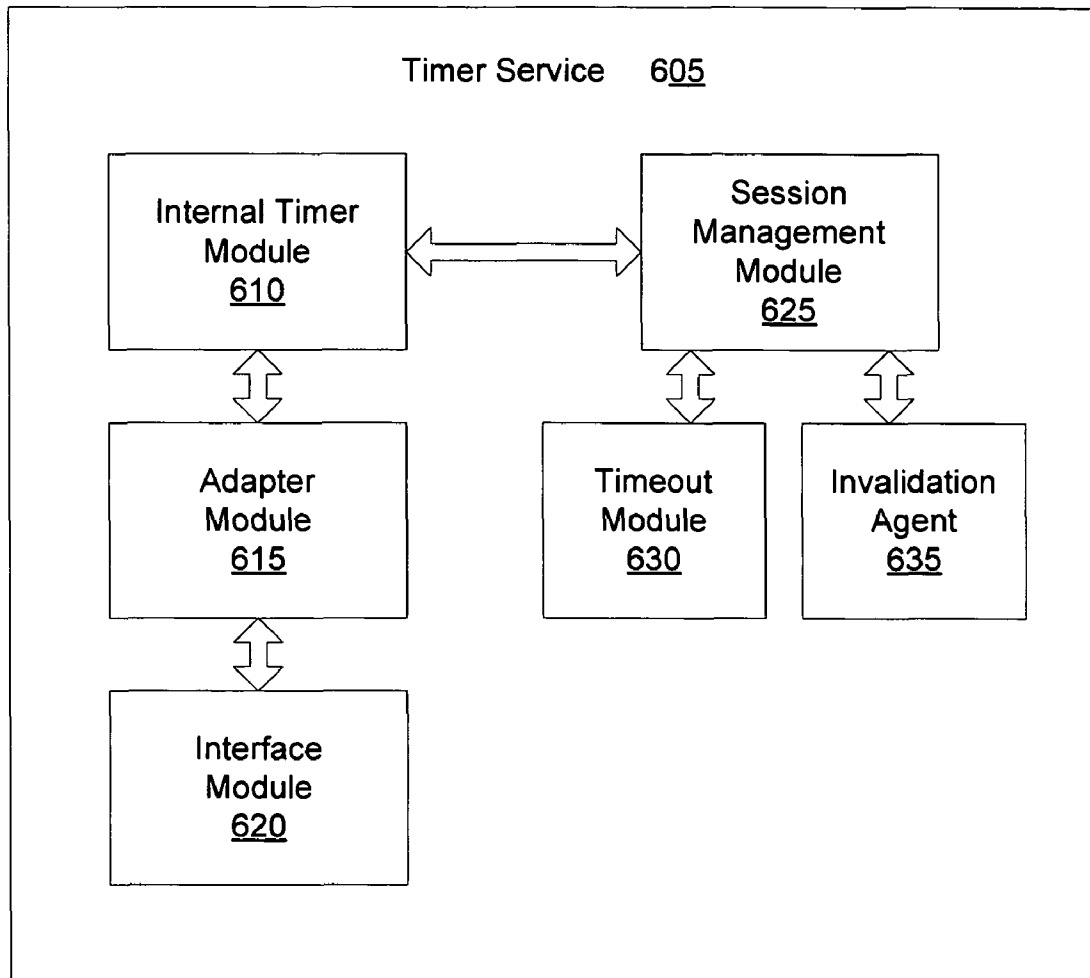 Timer Service 605
Internal Timer
Module
610
Session
Management
Module
625
Adapter
Module
615
Timeout
Module
630
Invalidation
Agent
635
Interface
Module
620